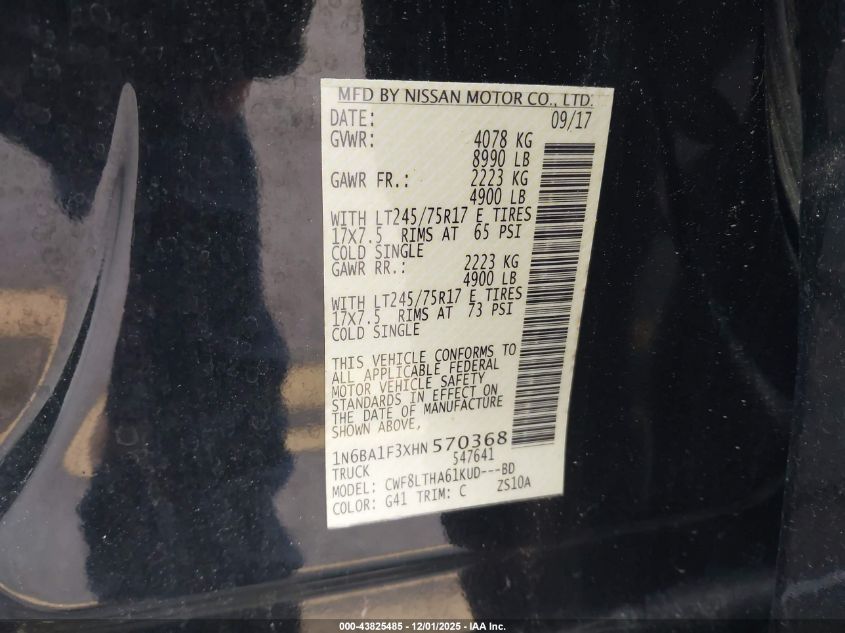 MFD BY NISSAN MOTOR CO., LTD.
DATE: 09/17
GVWR: 4078 KG
8990 LB
GAWR FR.: 2223 KG
4900 LB
WITH LT245/75R17 E TIRES
17X7.5 RIMS AT 65 PSI
COLD SINGLE
GAWR RR.: 2223 KG
4900 LB
WITH LT245/75R17 E TIRES
17X7.5 RIMS AT 73 PSI
COLD SINGLE
THIS VEHICLE CONFORMS TO
ALL APPLICABLE FEDERAL
MOTOR VEHICLE SAFETY
STANDARDS IN EFFECT ON
THE DATE OF MANUFACTURE
SHOWN ABOVE,
1N6BA1F3XHN570368
TRUCK 547641
MODEL: CWF8LTHA61KUD---BD
COLOR: G41 TRIM: C ZS10A
000-43825485 - 12/01/2025 - IAA Inc.